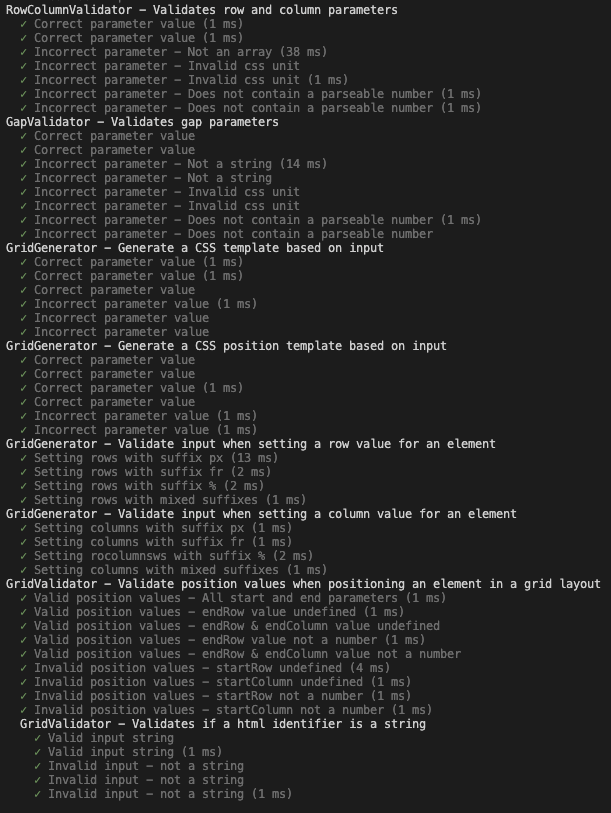 RowColumnValidator – Validates row and column parameters
✓ Correct parameter value (1 ms)
✓ Correct parameter value (1 ms)
✓ Incorrect parameter – Not an array (38 ms)
✓ Incorrect parameter – Invalid css unit
✓ Incorrect parameter – Invalid css unit (1 ms)
✓ Incorrect parameter – Does not contain a parseable number (1 ms)
✓ Incorrect parameter – Does not contain a parseable number (1 ms)
GapValidator – Validates gap parameters
✓ Correct parameter value
✓ Correct parameter value
✓ Incorrect parameter – Not a string (14 ms)
✓ Incorrect parameter – Not a string
✓ Incorrect parameter – Invalid css unit
✓ Incorrect parameter – Invalid css unit
✓ Incorrect parameter – Does not contain a parseable number (1 ms)
✓ Incorrect parameter – Does not contain a parseable number
GridGenerator – Generate a CSS template based on input
✓ Correct parameter value (1 ms)
✓ Correct parameter value (1 ms)
✓ Correct parameter value
✓ Incorrect parameter value (1 ms)
✓ Incorrect parameter value
✓ Incorrect parameter value
GridGenerator – Generate a CSS position template based on input
✓ Correct parameter value
✓ Correct parameter value
✓ Correct parameter value (1 ms)
✓ Correct parameter value
✓ Incorrect parameter value (1 ms)
✓ Incorrect parameter value (1 ms)
GridGenerator – Validate input when setting a row value for an element
✓ Setting rows with suffix px (13 ms)
✓ Setting rows with suffix fr (2 ms)
✓ Setting rows with suffix % (2 ms)
✓ Setting rows with mixed suffixes (1 ms)
GridGenerator – Validate input when setting a column value for an element
✓ Setting columns with suffix px (1 ms)
✓ Setting columns with suffix fr (1 ms)
✓ Setting rocolumnsws with suffix % (2 ms)
✓ Setting columns with mixed suffixes (1 ms)
GridValidator – Validate position values when positioning an element in a grid layout
✓ Valid position values – All start and end parameters (1 ms)
✓ Valid position values – endRow value undefined (1 ms)
✓ Valid position values – endRow & endColumn value undefined
✓ Valid position values – endRow value not a number (1 ms)
✓ Valid position values – endRow & endColumn value not a number
✓ Invalid position values – startRow undefined (4 ms)
✓ Invalid position values – startColumn undefined (1 ms)
✓ Invalid position values – startRow not a number (1 ms)
✓ Invalid position values – startColumn not a number (1 ms)
GridValidator – Validates if a html identifier is a string
✓ Valid input string
✓ Valid input string (1 ms)
✓ Invalid input – not a string
✓ Invalid input – not a string
✓ Invalid input – not a string (1 ms)